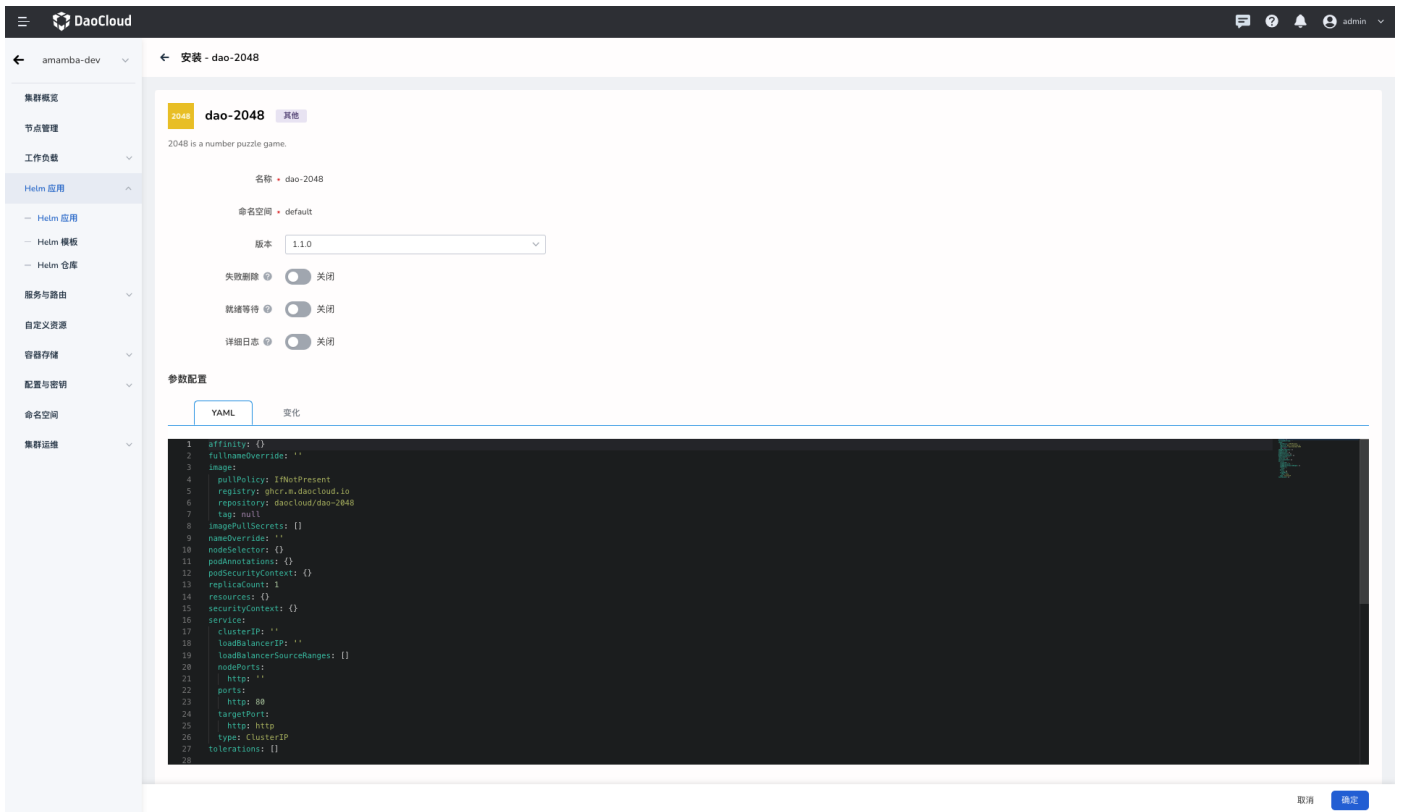 DaoCloud
admin
amamba-dev
安装 - dao-2048
集群概览
节点管理
工作负载
Helm 应用
Helm 应用
Helm 模板
Helm 仓库
服务与路由
自定义资源
容器存储
配置与密钥
命名空间
集群运维
2048
dao-2048
其他
2048 is a number puzzle game.
名称 • dao-2048
命名空间 • default
版本 1.1.0
失败删除 关闭
就绪等待 关闭
详细日志 关闭
参数配置
YAML 变化
1 affinity: {}
2 fullnameOverride: ''
3 image:
4 pullPolicy: IfNotPresent
5 registry: ghcr.m.daocloud.io
6 repository: daocloud/dao-2048
7 tag: null
8 imagePullSecrets: []
9 nameOverride: ''
10 nodeSelector: {}
11 podAnnotations: {}
12 podSecurityContext: {}
13 replicaCount: 1
14 resources: {}
15 securityContext: {}
16 service:
17 clusterIP: ''
18 loadBalancerIP: ''
19 loadBalancerSourceRanges: []
20 nodePorts:
21 http: ''
22 ports:
23 http: 80
24 targetPort:
25 http: http
26 type: ClusterIP
27 tolerations: []
28
取消 确定